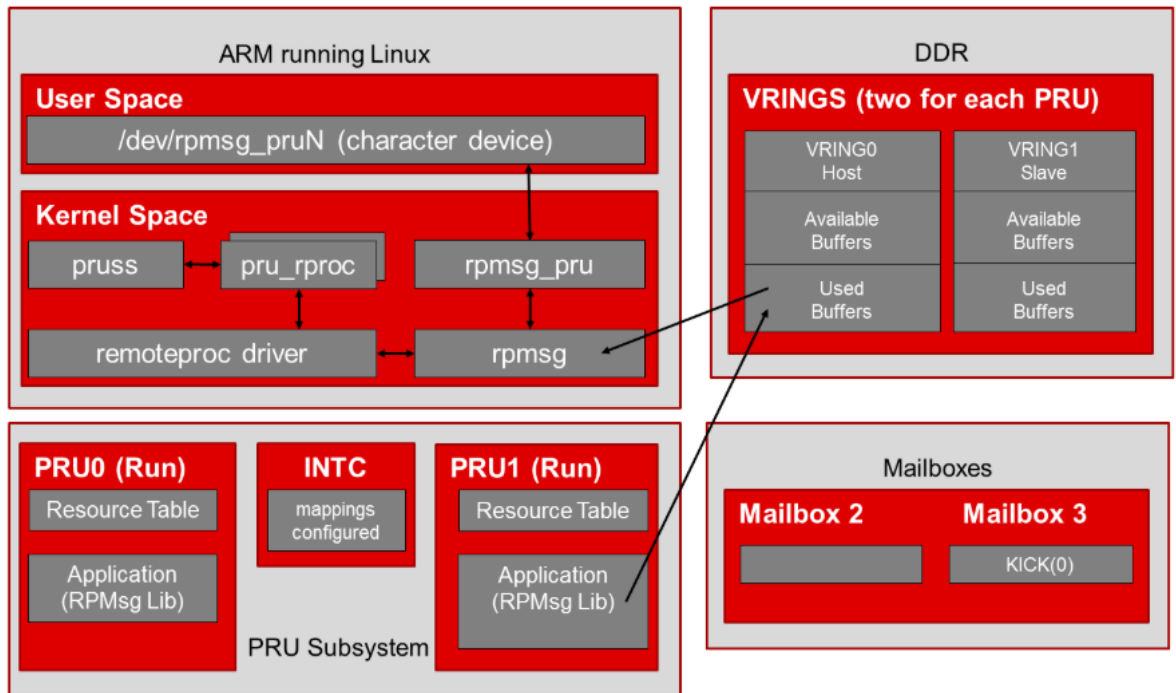 ARM running Linux
User Space
/dev/rpmsg_pruN (character device)
Kernel Space
pruss
pru_rproc
rpmsg_pru
remoteproc driver
rpmsg
DDR
VRINGS (two for each PRU)
VRING0
Host
Available
Buffers
Used
Buffers
VRING1
Slave
Available
Buffers
Used
Buffers
PRU0 (Run)
Resource Table
Application
(RPMsg Lib)
INTC
mappings
configured
PRU1 (Run)
Resource Table
Application
(RPMsg Lib)
PRU Subsystem
Mailboxes
Mailbox 2
Mailbox 3
KICK(0)